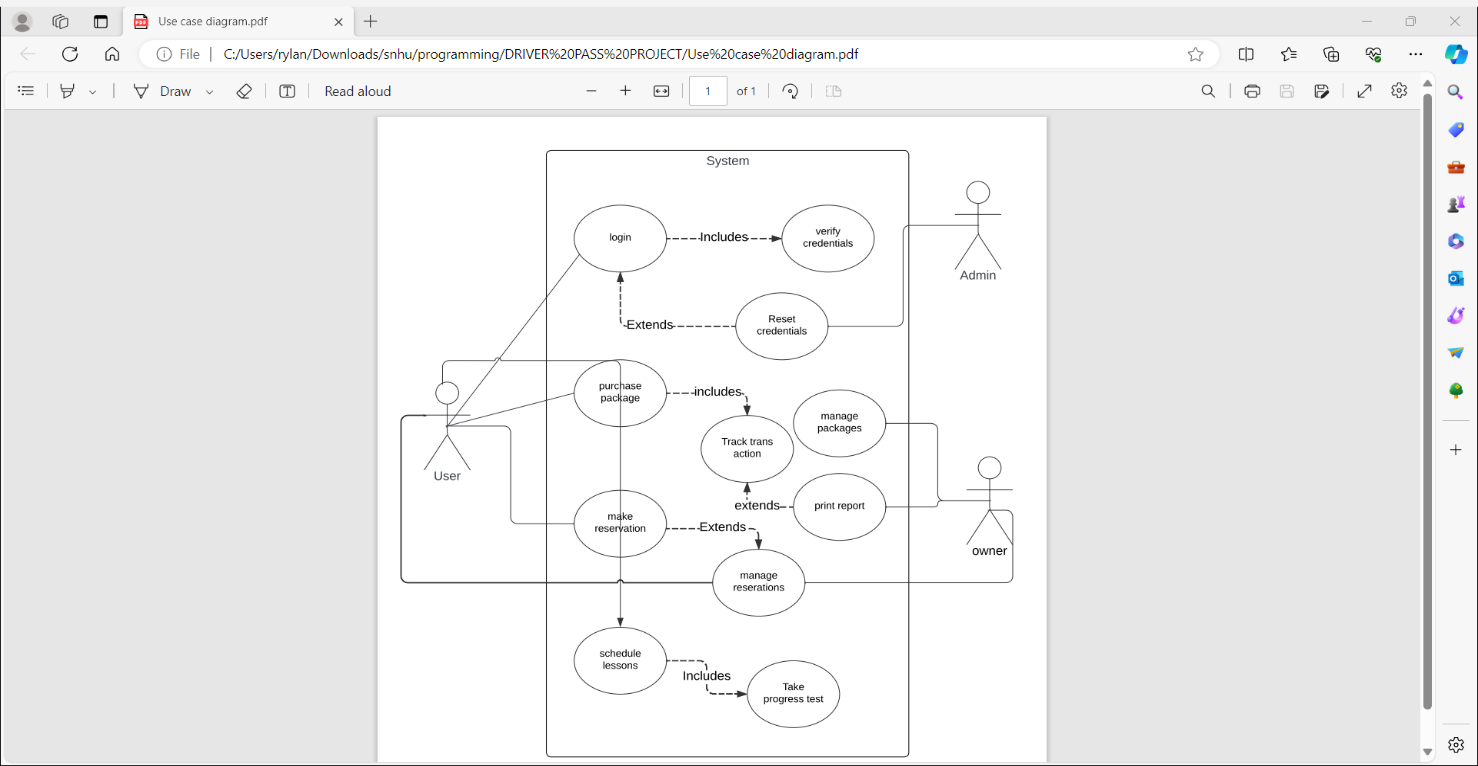 Use case diagram.pdf
File | C:/Users/rylan/Downloads/snhu/programming/DRIVER%20PASS%20PROJECT/Use%20case%20diagram.pdf
Draw
Read aloud
1 of 1
System
login
Includes
verify
credentials
Admin
Extends
Reset
credentials
purchase
package
includes
manage
packages
Track trans
action
User
extends
print report
make
reservation
Extends
owner
manage
reserations
schedule
lessons
Includes
Take
progress test